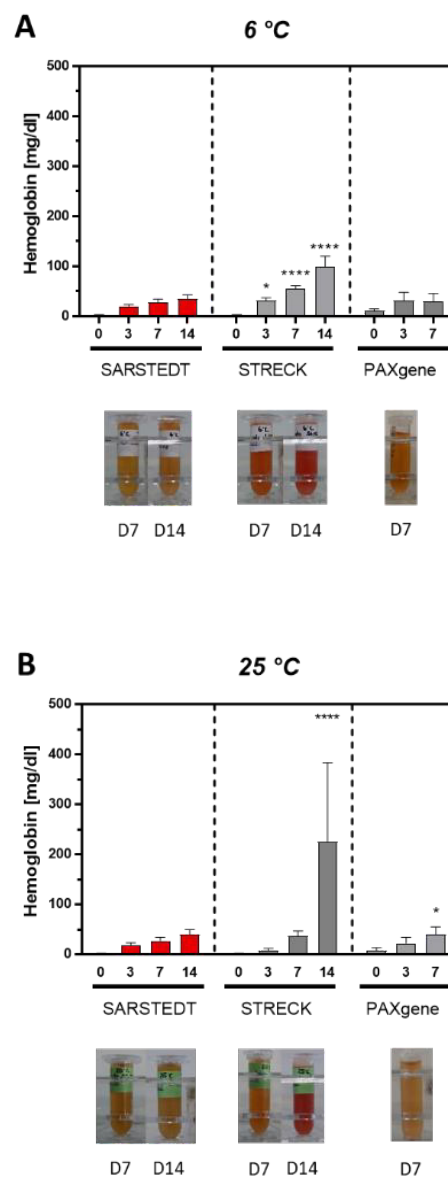 A
6 °C
Hemoglobin [mg/dl]
500
400
300
200
100
0
*
****
****
0 3 7 14 0 3 7 14 0 3 7
SARSTEDT STRECK PAXgene
6°C 6°C 6°C
D7 D14 D7 D14 D7
B
25 °C
Hemoglobin [mg/dl]
500
400
300
200
100
0
****
*
0 3 7 14 0 3 7 14 0 3 7
SARSTEDT STRECK PAXgene
D7 D14 D7 D14 D7